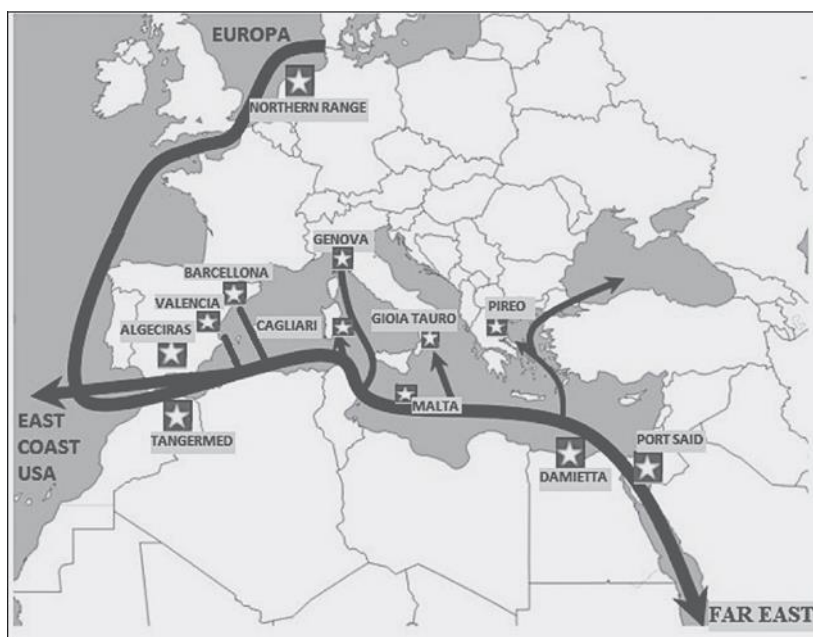 EUROPA
NORTHERN RANGE
GENOVA
BARCELLONA
VALENCIA
ALGECIRAS
CAGLIARI
GIOIA TAURO
PIREO
EAST
COAST
USA
TANGERMED
MALTA
DAMIETTA
PORT SAID
FAR EAST